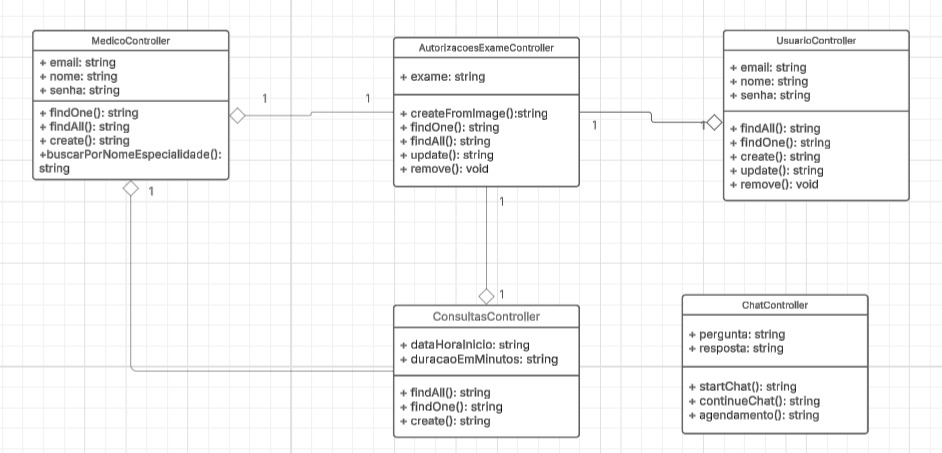 MedicoController
+ email: string
+ nome: string
+ senha: string
+ findOne(): string
+ findAll(): string
+ create(): string
+buscarPorNomeEspecialidade():
string
1
1
1
AutorizacoesExameController
+ exame: string
+ createFromImage():string
+ findOne(): string
+ findAll(): string
+ update(): string
+ remove(): void
1
1
UsuarioController
+ email: string
+ nome: string
+ senha: string
+ findAll(): string
+ findOne(): string
+ create(): string
+ update(): string
+ remove(): void
1
1
ConsultasController
+ dataHoraInicio: string
+ duracaoEmMinutos: string
+ findAll(): string
+ findOne(): string
+ create(): string
ChatController
+ pergunta: string
+ resposta: string
+ startChat(): string
+ continueChat(): string
+ agendamento(): string